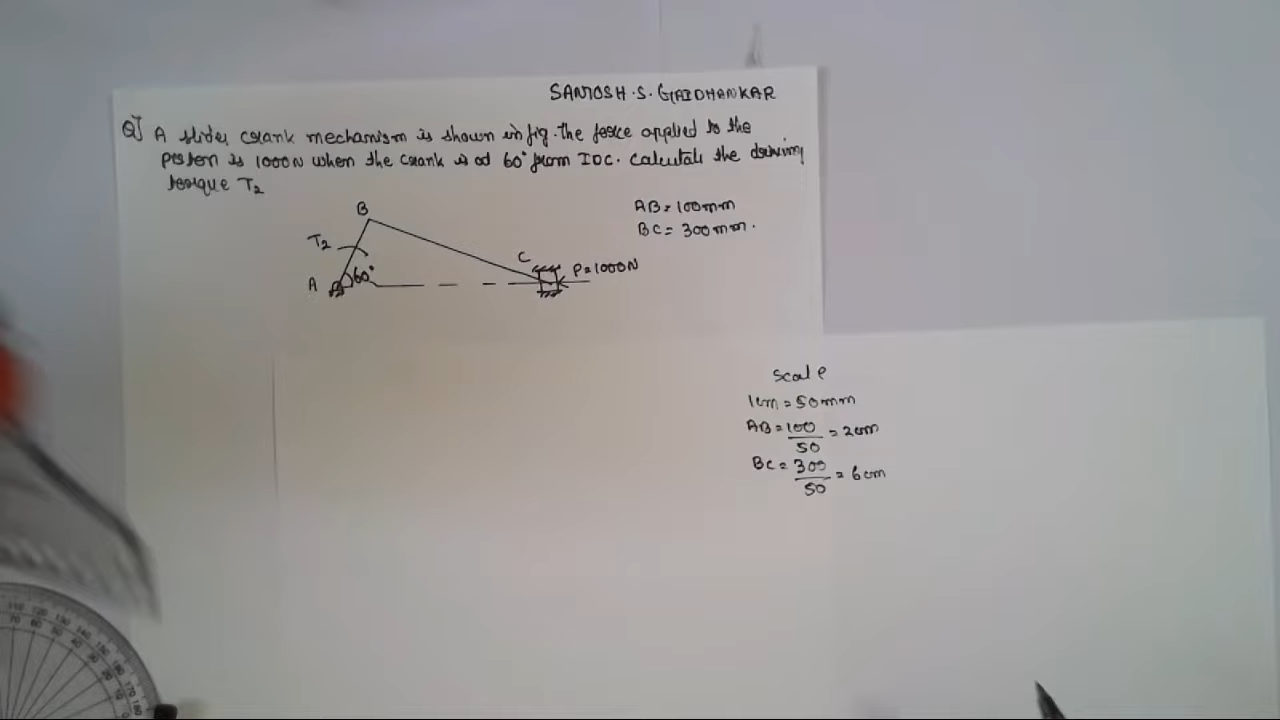 SANTOSH.S.GAIDHANKAR
Q] A slider crank mechanism is shown in fig. the force applied to the
piston is 1000N when the crank is at 60° from IDC. Calculate the driving
torque T2
AB = 100mm
BC = 300mm.
B
T2
C
P=1000N
A
60°
Scale
1cm = 50mm
AB = 100/50 = 2cm
BC = 300/50 = 6cm